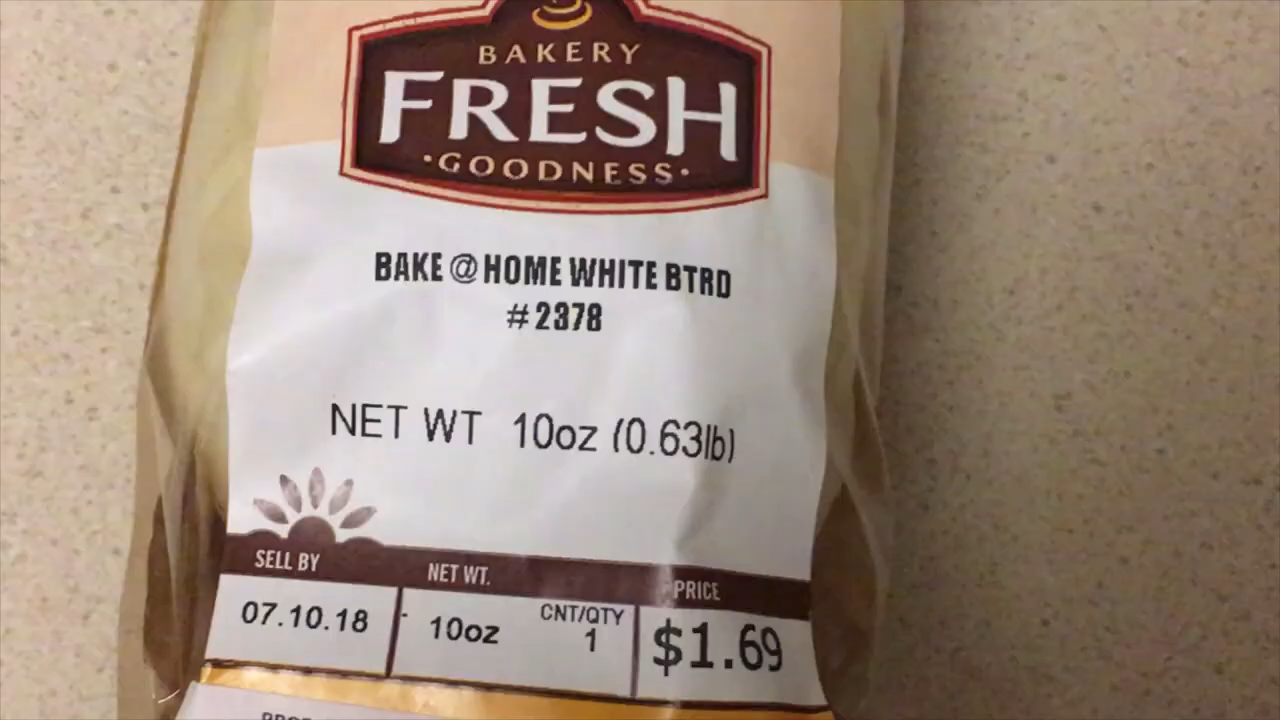 BAKERY
FRESH
·GOODNESS·
BAKE @ HOME WHITE BTRD
#2378
NET WT 10oz (0.63lb)
SELL BY NET WT. PRICE
07.10.18 10oz CNT/QTY 1 $1.69